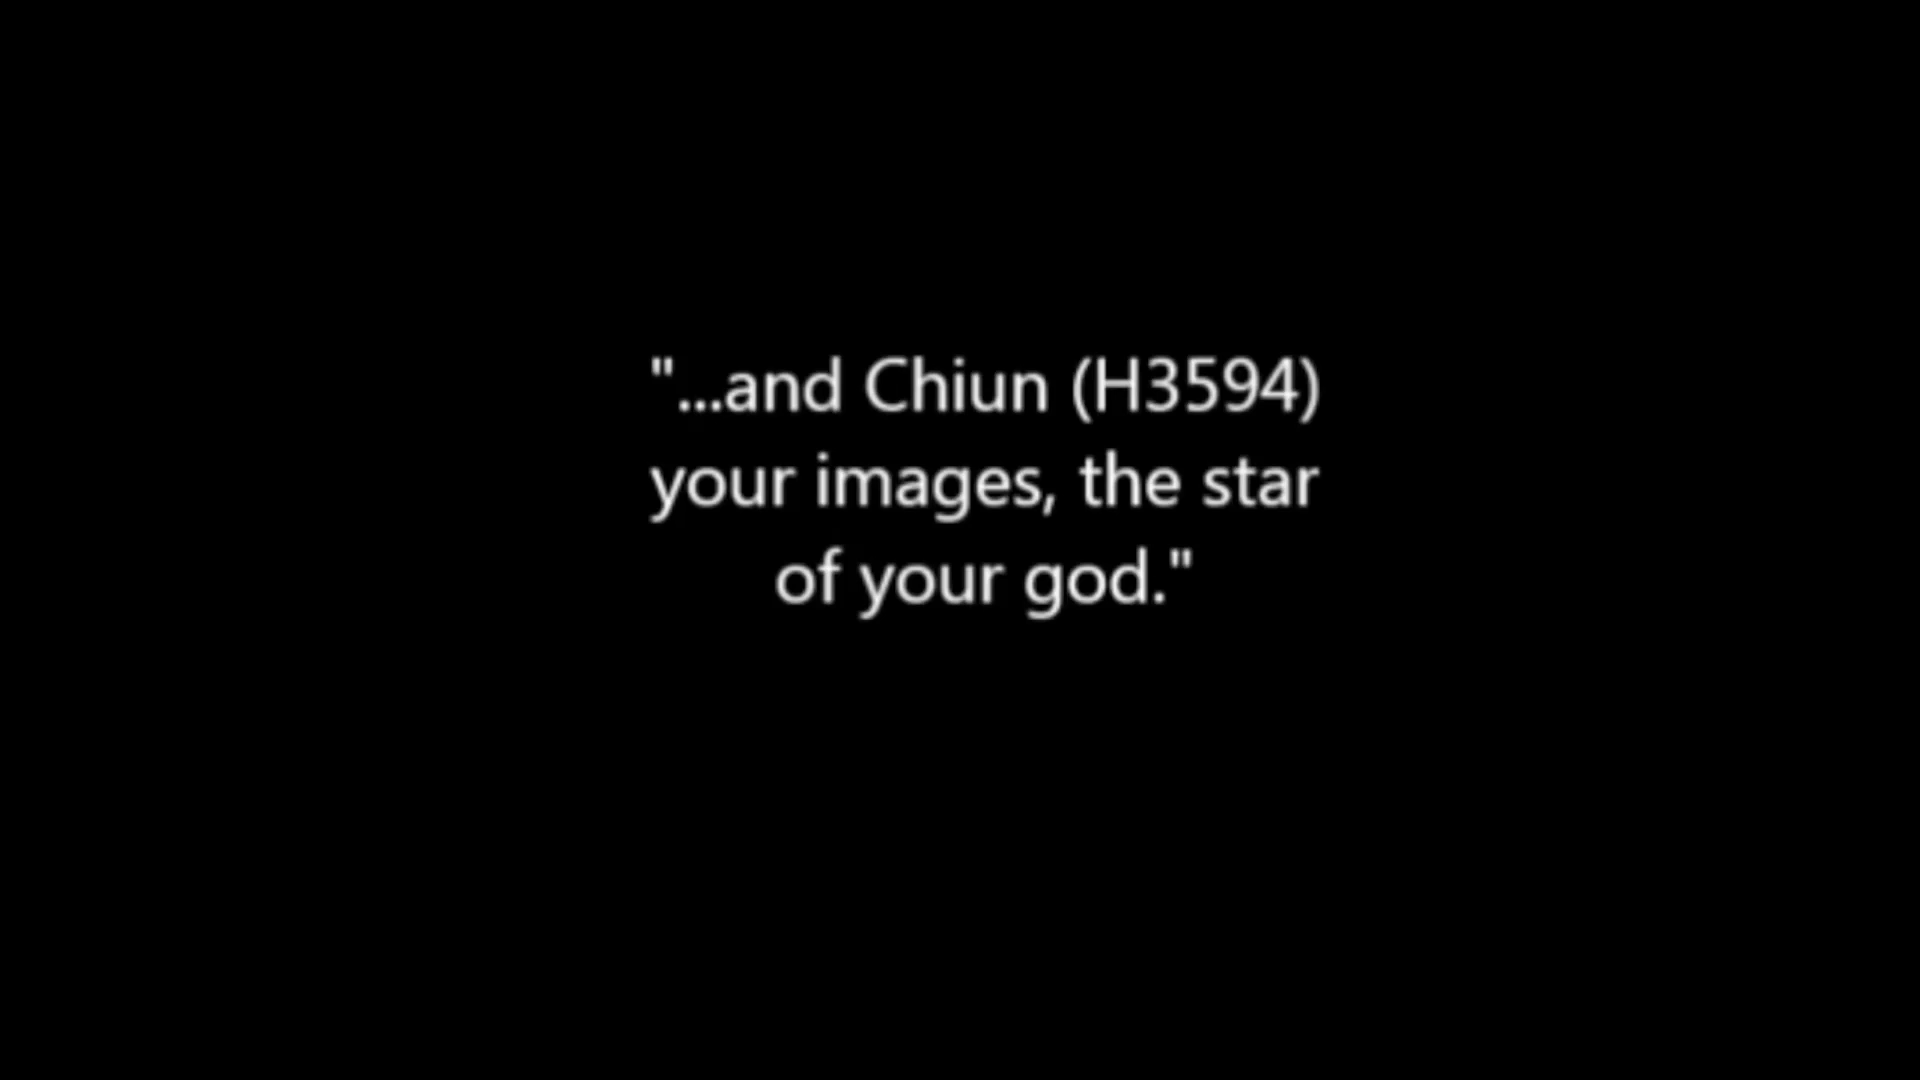 "...and Chiun (H3594)
your images, the star
of your god."